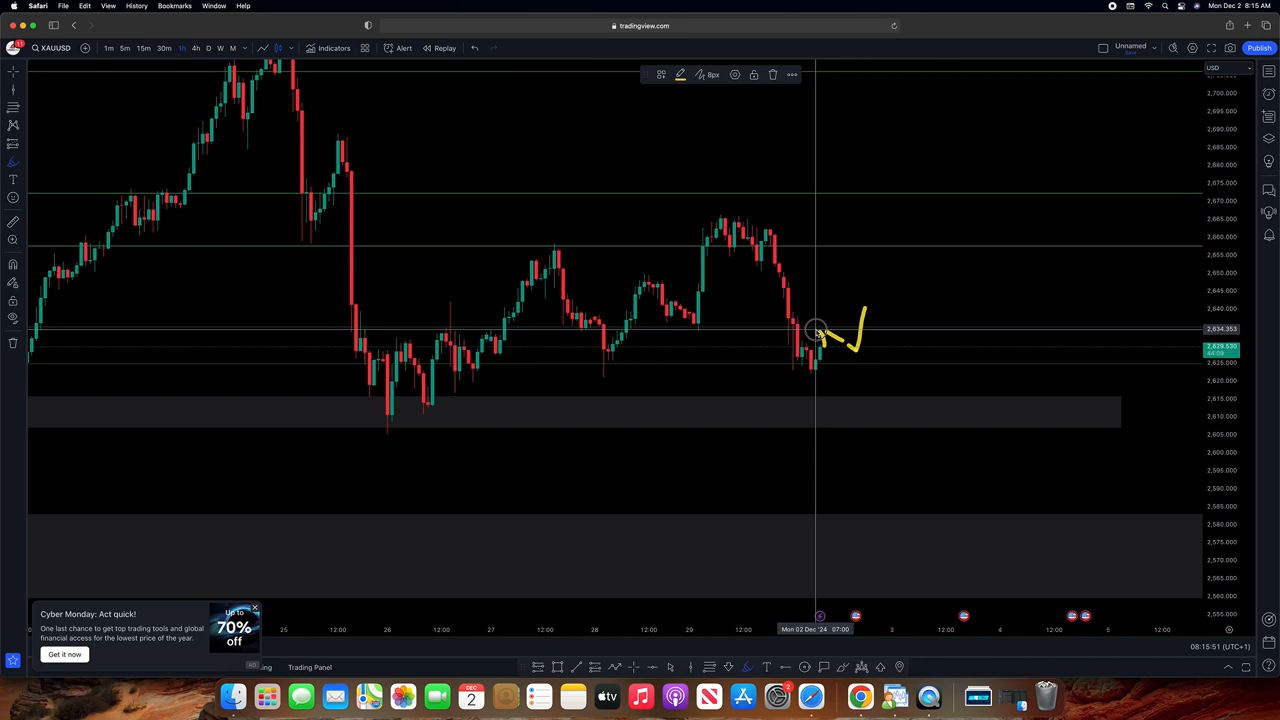 Safari File Edit View History Bookmarks Window Help Mon Dec 2 8:15 AM
tradingview.com
11 XAUUSD 1m 5m 15m 30m 1h 4h D W M Indicators Alert Replay Unnamed Save Publish
8px
USD
2,700.000
2,695.000
2,690.000
2,685.000
2,680.000
2,675.000
2,670.000
2,665.000
2,660.000
2,655.000
2,650.000
2,645.000
2,640.000
2,634.353
2,629.530
44:09
2,625.000
2,620.000
2,615.000
2,610.000
2,605.000
2,600.000
2,595.000
2,590.000
2,585.000
2,580.000
2,575.000
2,570.000
2,565.000
2,560.000
2,555.000
Cyber Monday: Act quick!
One last chance to get top trading tools and global
financial access for the lowest price of the year.
Get it now
Up to
70%
off
AD
25 12:00 26 12:00 27 12:00 28 12:00 29 12:00 Mon 02 Dec '24 07:00 3 12:00 4 12:00 5 12:00
08:15:51 (UTC+1)
Trading Panel
DEC
2
2